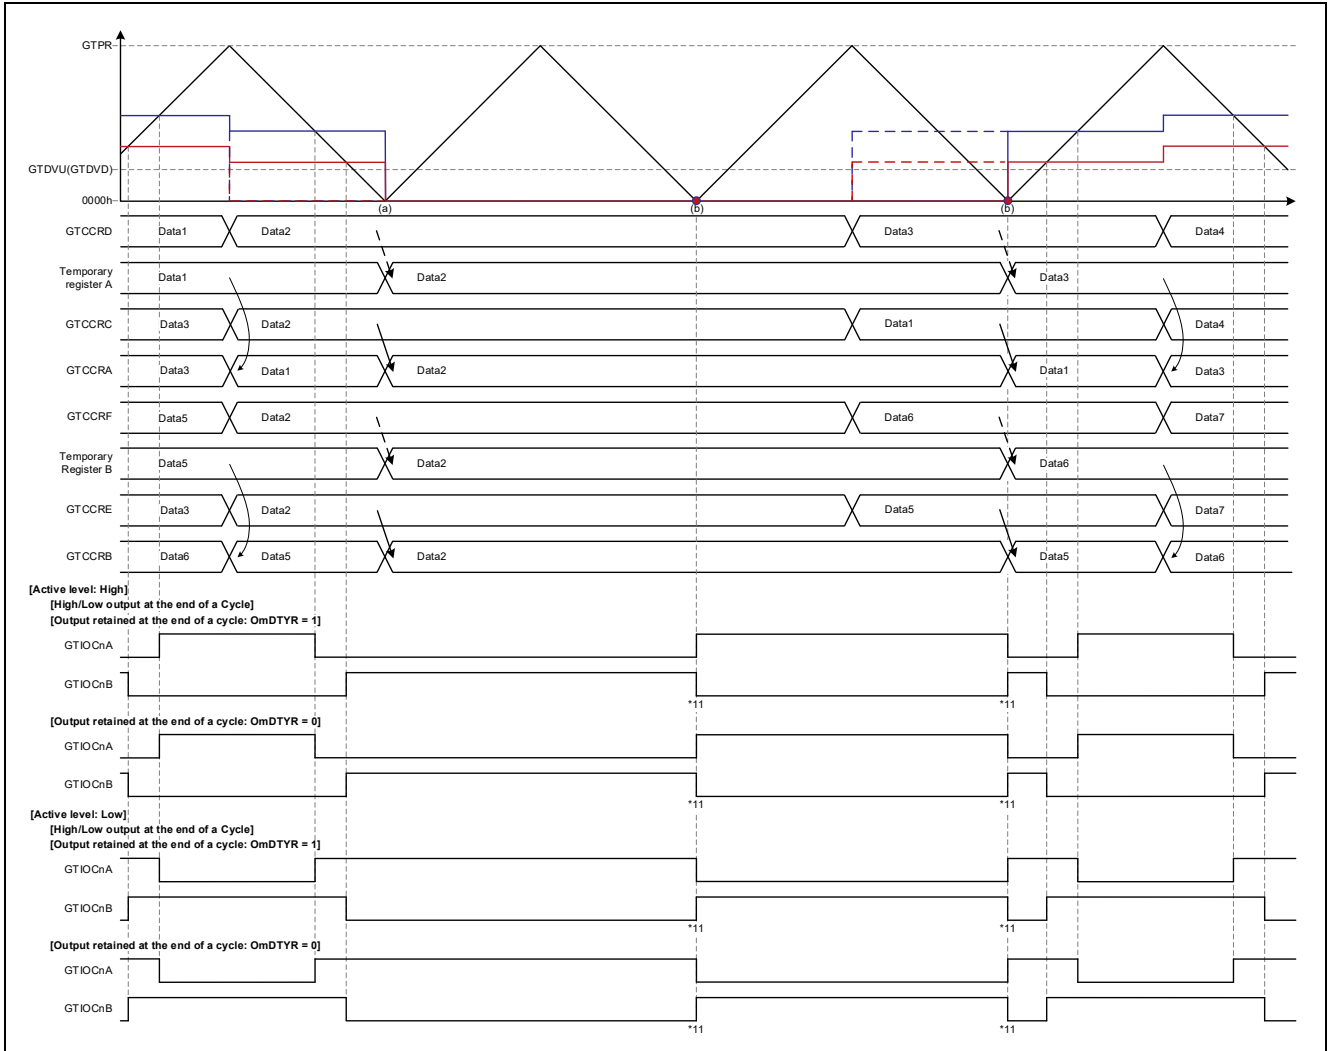 GTPR
GTDVU(GTDVD)
0000h
(a) (b) (b)
GTCCRD Data1 Data2 Data3 Data4
Temporary
register A Data1 Data2 Data3
GTCCRC Data3 Data2 Data1 Data4
GTCCRA Data3 Data1 Data2 Data1 Data3
GTCCRF Data5 Data2 Data6 Data7
Temporary
Register B Data5 Data2 Data6
GTCCRE Data3 Data2 Data5 Data7
GTCCRB Data6 Data5 Data2 Data5 Data6
[Active level: High]
[High/Low output at the end of a Cycle]
[Output retained at the end of a cycle: OmDTYR = 1]
GTIOCnA
GTIOCnB
*11 *11
[Output retained at the end of a cycle: OmDTYR = 0]
GTIOCnA
GTIOCnB
*11 *11
[Active level: Low]
[High/Low output at the end of a Cycle]
[Output retained at the end of a cycle: OmDTYR = 1]
GTIOCnA
GTIOCnB
*11 *11
[Output retained at the end of a cycle: OmDTYR = 0]
GTIOCnA
GTIOCnB
*11 *11